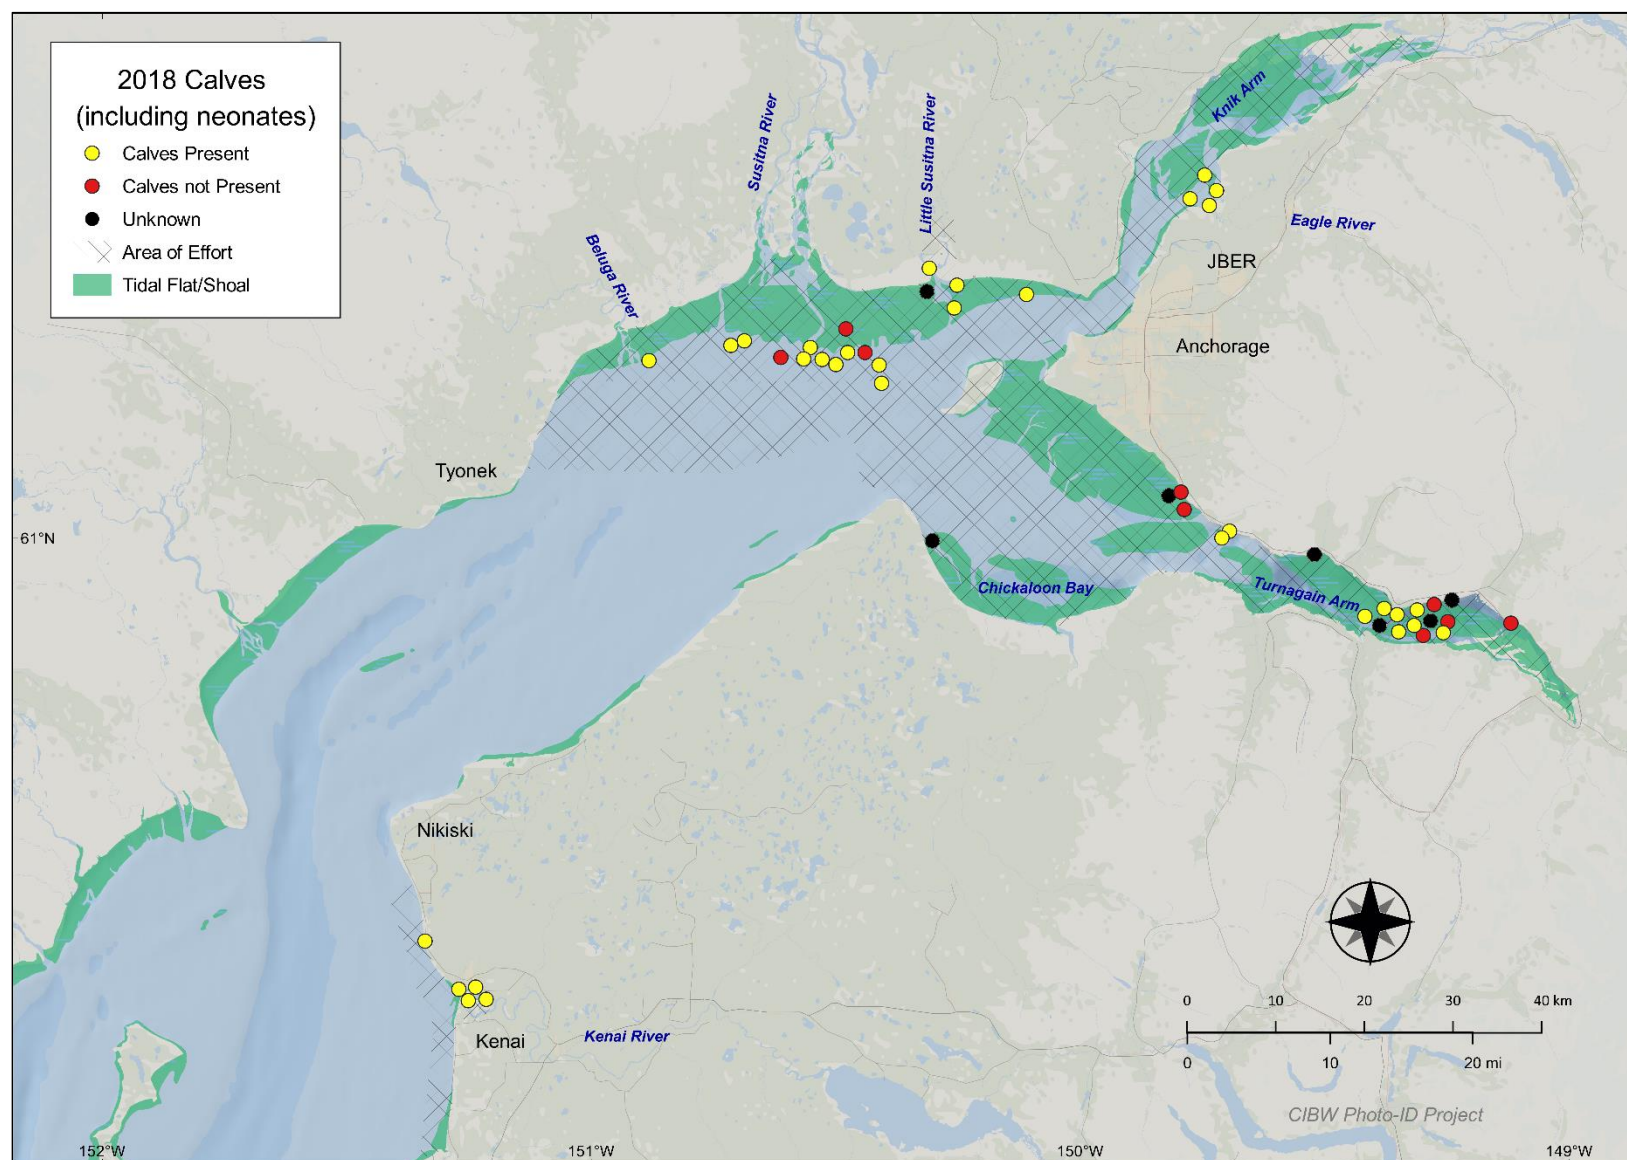 2018 Calves
(including neonates)
Calves Present
Calves not Present
Unknown
Area of Effort
Tidal Flat/Shoal
Susitna River
Little Susitna River
Knik Arm
Beluga River
Eagle River
JBER
Anchorage
Tyonek
61°N
61°N
Chickaloon Bay
Turnagain Arm
Nikiski
Kenai
Kenai River
0 10 20 30 40 km
0 10 20 mi
CIBW Photo-ID Project
152°W 151°W 150°W 149°W